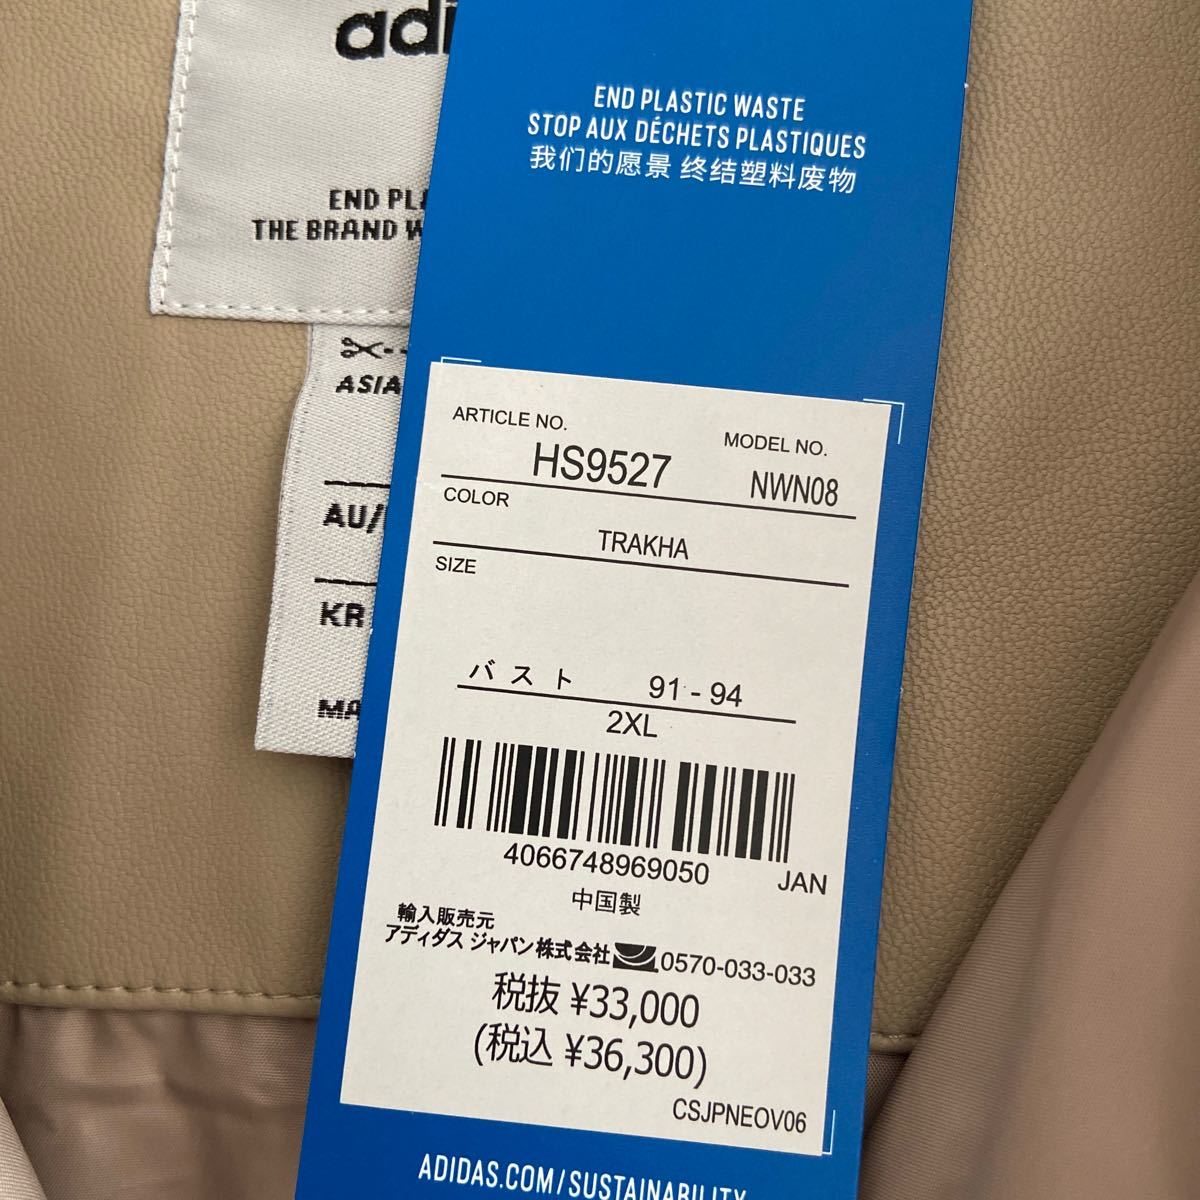 END PLASTIC WASTE
STOP AUX DÉCHETS PLASTIQUES
我们的愿景 终结塑料废物
THE BRAND
END
ASIA
AU/
KR
ARTICLE NO.
HS9527
MODEL NO.
NWN08
COLOR
TRAKHA
SIZE
バスト 91 - 94
2XL
4066748969050 JAN
中国製
輸入販売元
アディダス ジャパン株式会社 0570-033-033
税抜 ¥33,000
(税込 ¥36,300)
CSJPNEOV06
ADIDAS.COM/SUSTAINABILITY